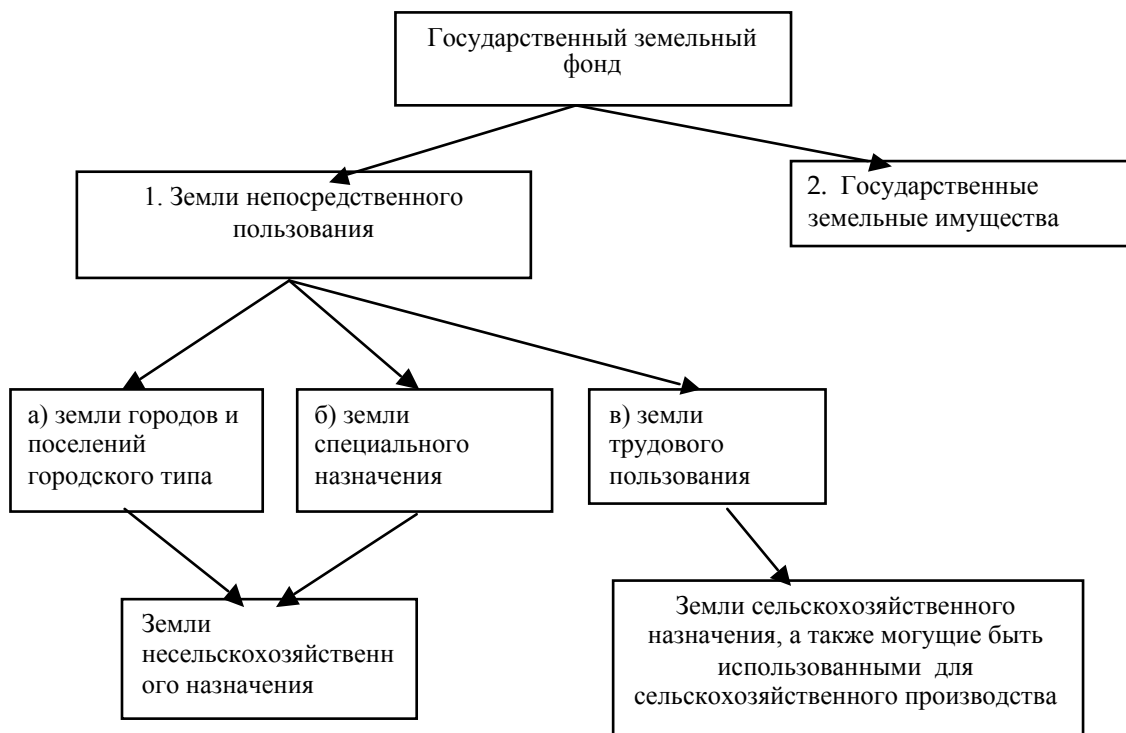 Государственный земельный
фонд
1. Земли непосредственного
пользования
2. Государственные
земельные имущества
а) земли городов и
поселений
городского типа
б) земли
специального
назначения
в) земли
трудового
пользования
Земли
несельскохозяйственн
ого назначения
Земли сельскохозяйственного
назначения, а также могущие быть
использованными для
сельскохозяйственного производства